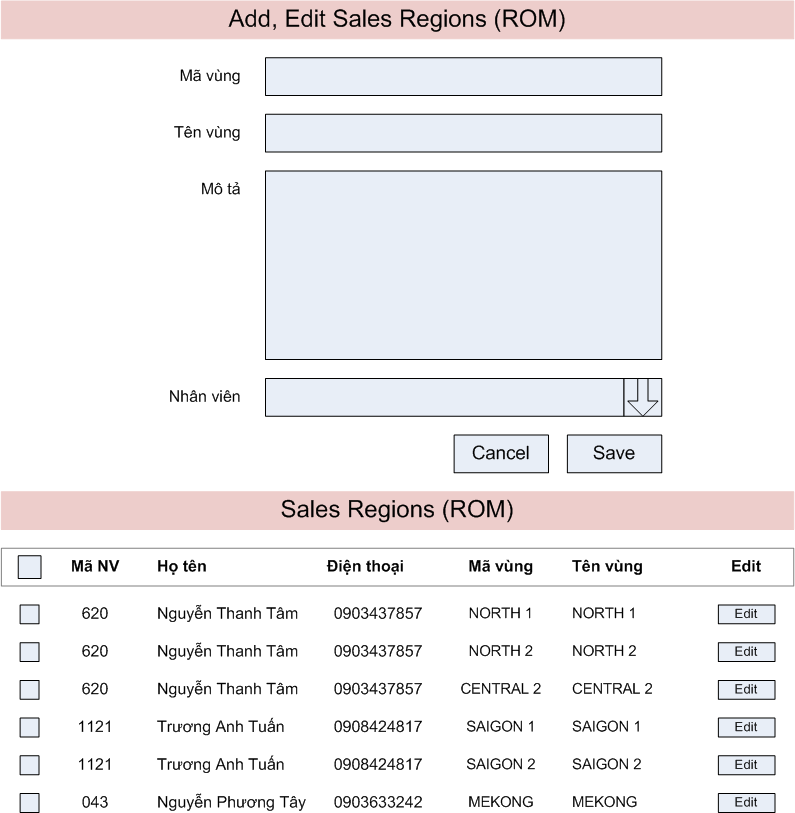 Add, Edit Sales Regions (ROM)
Mã vùng
Tên vùng
Mô tả
Nhân viên
Cancel Save
Sales Regions (ROM)
Mã NV Họ tên Điện thoại Mã vùng Tên vùng Edit
620 Nguyễn Thanh Tâm 0903437857 NORTH 1 NORTH 1 Edit
620 Nguyễn Thanh Tâm 0903437857 NORTH 2 NORTH 2 Edit
620 Nguyễn Thanh Tâm 0903437857 CENTRAL 2 CENTRAL 2 Edit
1121 Trương Anh Tuấn 0908424817 SAIGON 1 SAIGON 1 Edit
1121 Trương Anh Tuấn 0908424817 SAIGON 2 SAIGON 2 Edit
043 Nguyễn Phương Tây 0903633242 MEKONG MEKONG Edit